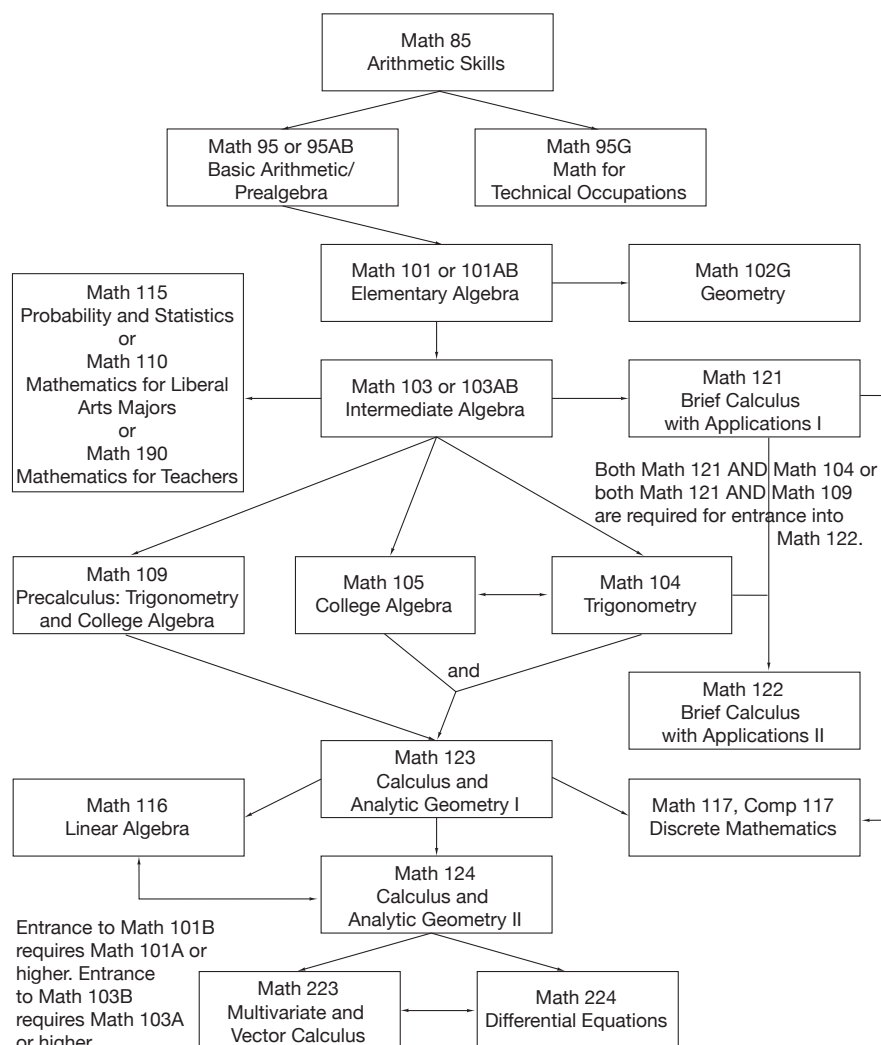 Math 85
Arithmetic Skills
Math 95 or 95AB
Basic Arithmetic/
Prealgebra
Math 95G
Math for
Technical Occupations
Math 101 or 101AB
Elementary Algebra
Math 102G
Geometry
Math 115
Probability and Statistics
or
Math 110
Mathematics for Liberal
Arts Majors
or
Math 190
Mathematics for Teachers
Math 103 or 103AB
Intermediate Algebra
Math 121
Brief Calculus
with Applications I
Both Math 121 AND Math 104 or
both Math 121 AND Math 109
are required for entrance into
Math 122.
Math 109
Precalculus: Trigonometry
and College Algebra
Math 105
College Algebra
Math 104
Trigonometry
and
Math 122
Brief Calculus
with Applications II
Math 123
Calculus and
Analytic Geometry I
Math 116
Linear Algebra
Math 117, Comp 117
Discrete Mathematics
Math 124
Calculus and
Analytic Geometry II
Entrance to Math 101B
requires Math 101A or
higher. Entrance
to Math 103B
requires Math 103A
or higher
Math 223
Multivariate and
Vector Calculus
Math 224
Differential Equations